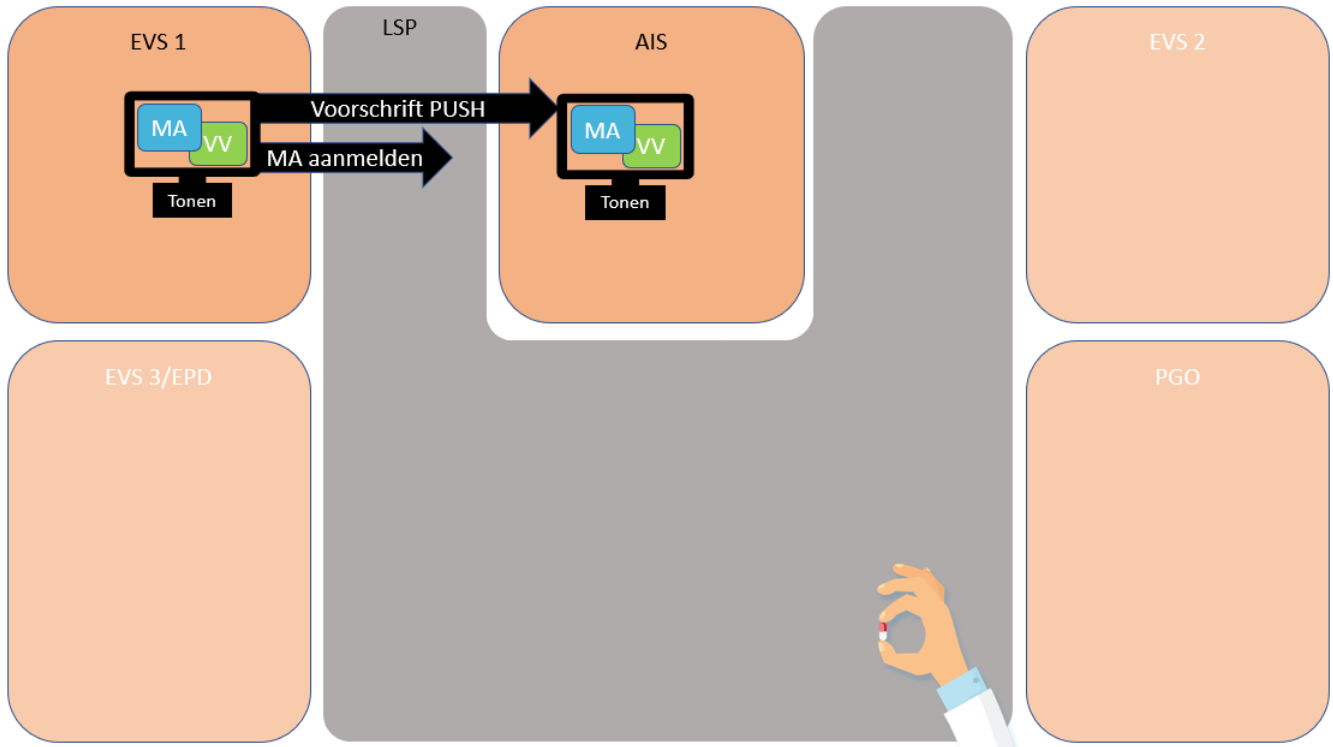 EVS 1
LSP
AIS
EVS 2
MA
VV
Voorschrift PUSH
MA aanmelden
Tonen
MA
VV
Tonen
EVS 3/EPD
PGO